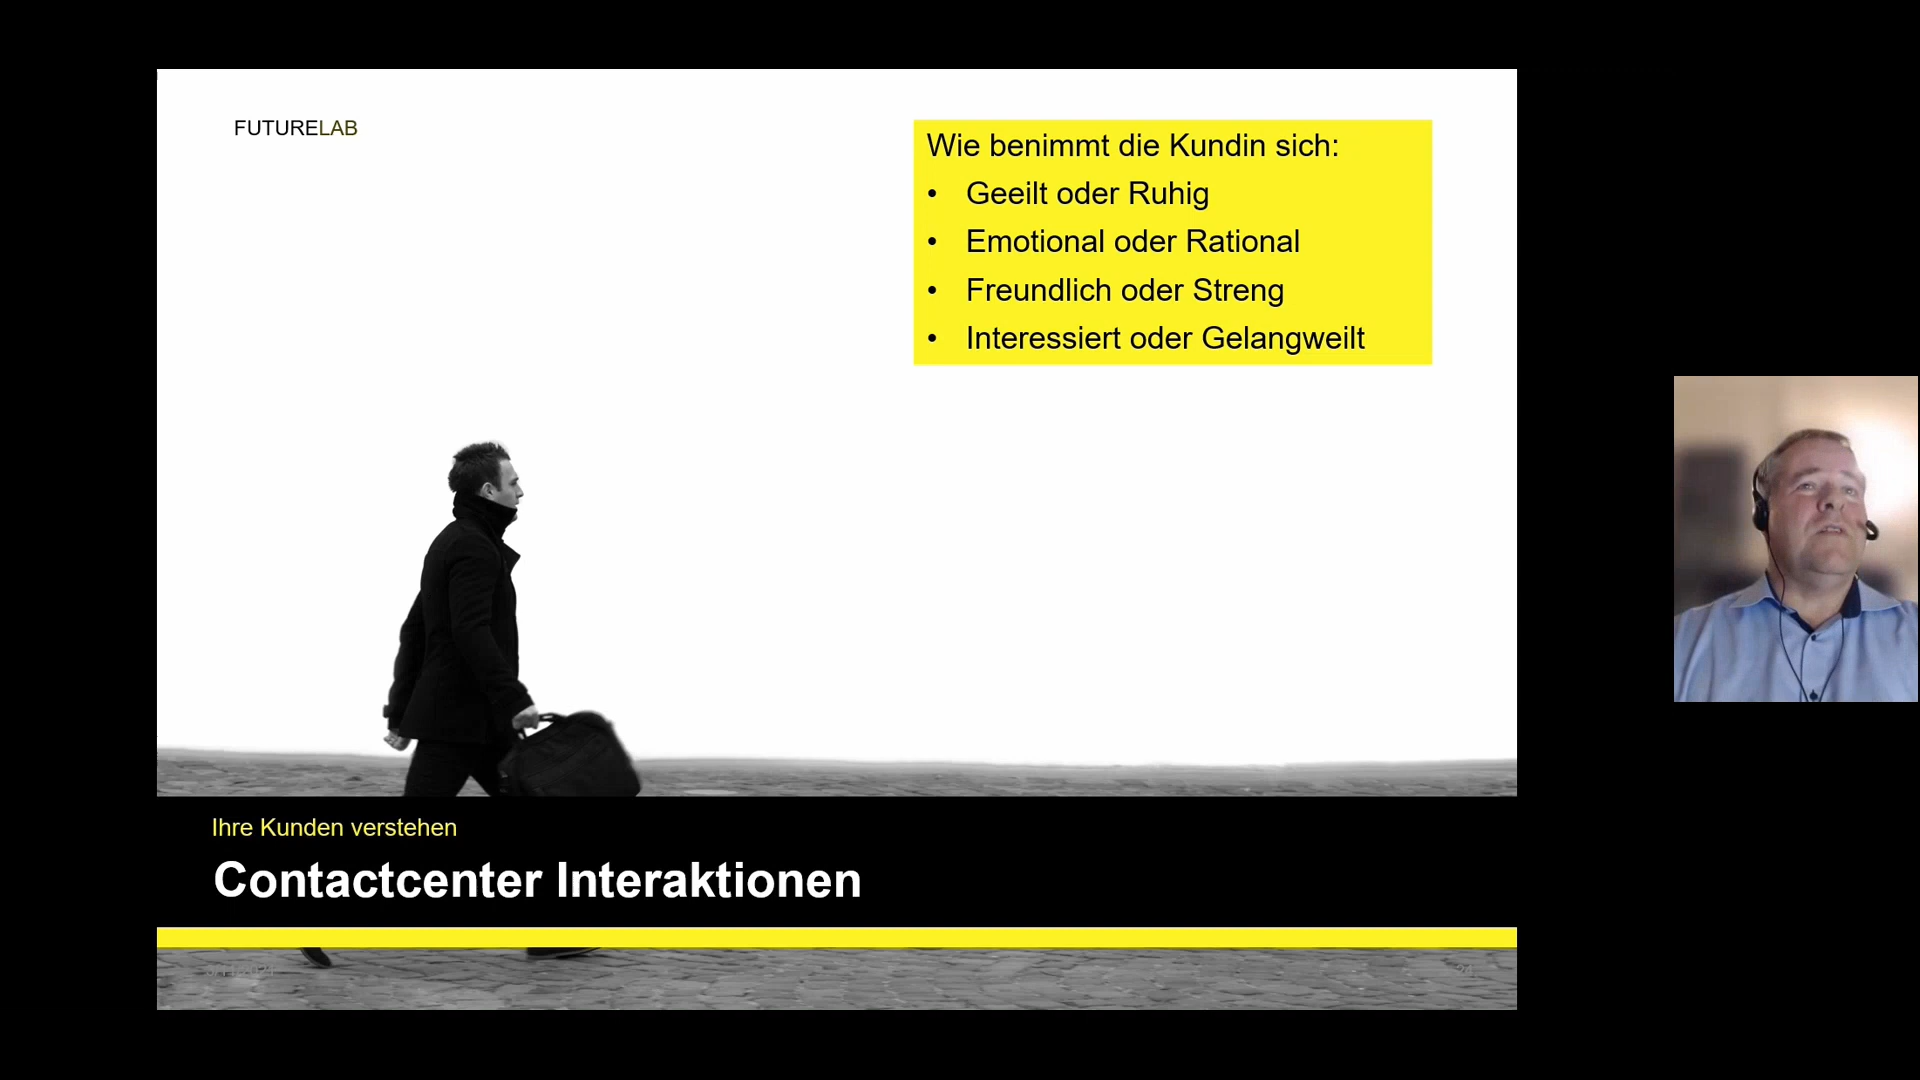 FUTURELAB
Wie benimmt die Kundin sich:
• Geeilt oder Ruhig
• Emotional oder Rational
• Freundlich oder Streng
• Interessiert oder Gelangweilt
Ihre Kunden verstehen
Contactcenter Interaktionen